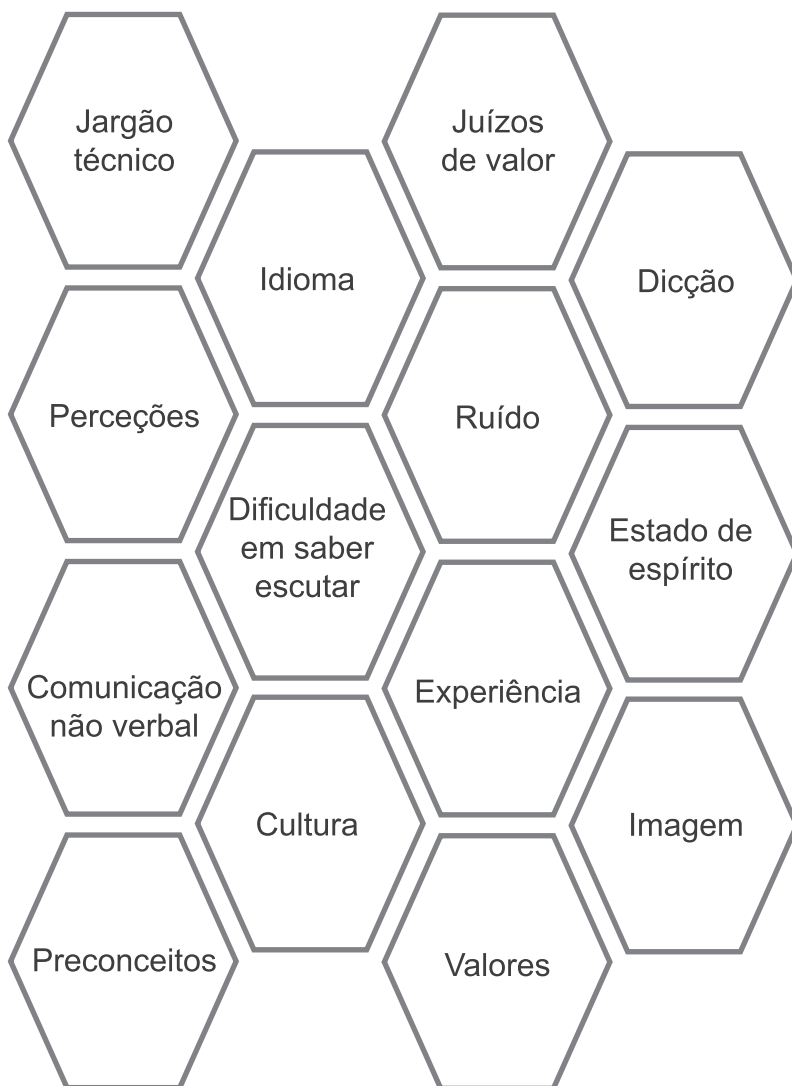 Jargão
técnico
Juízos
de valor
Idioma
Dicção
Perceções
Ruído
Dificuldade
em saber
escutar
Estado de
espírito
Comunicação
não verbal
Experiência
Cultura
Imagem
Preconceitos
Valores